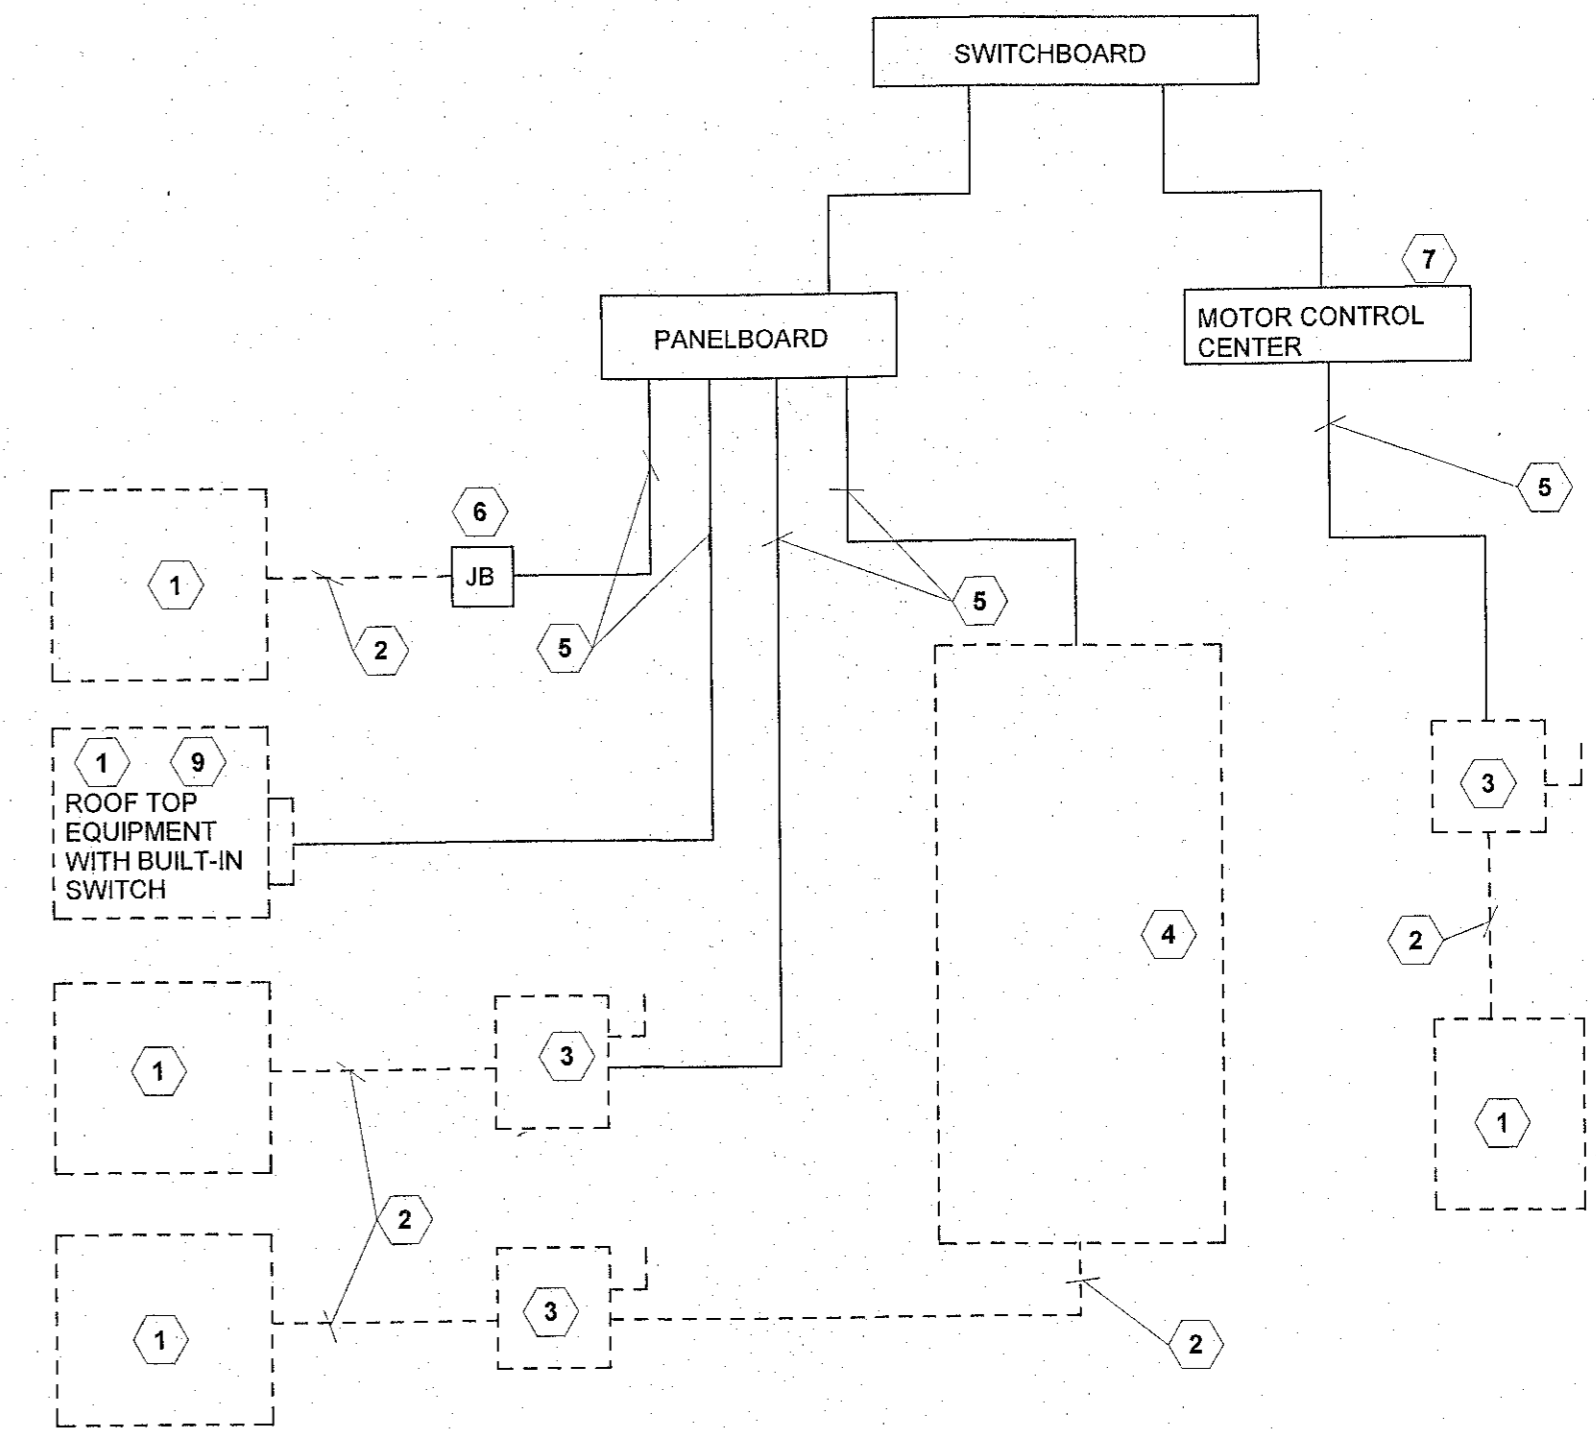 SWITCHBOARD
7
PANELBOARD
MOTOR CONTROL
CENTER
6
5
1
JB
2
5
5
1 9
ROOF TOP
EQUIPMENT
WITH BUILT-IN
SWITCH
3
4
2
1
3
1
2
1
3
2